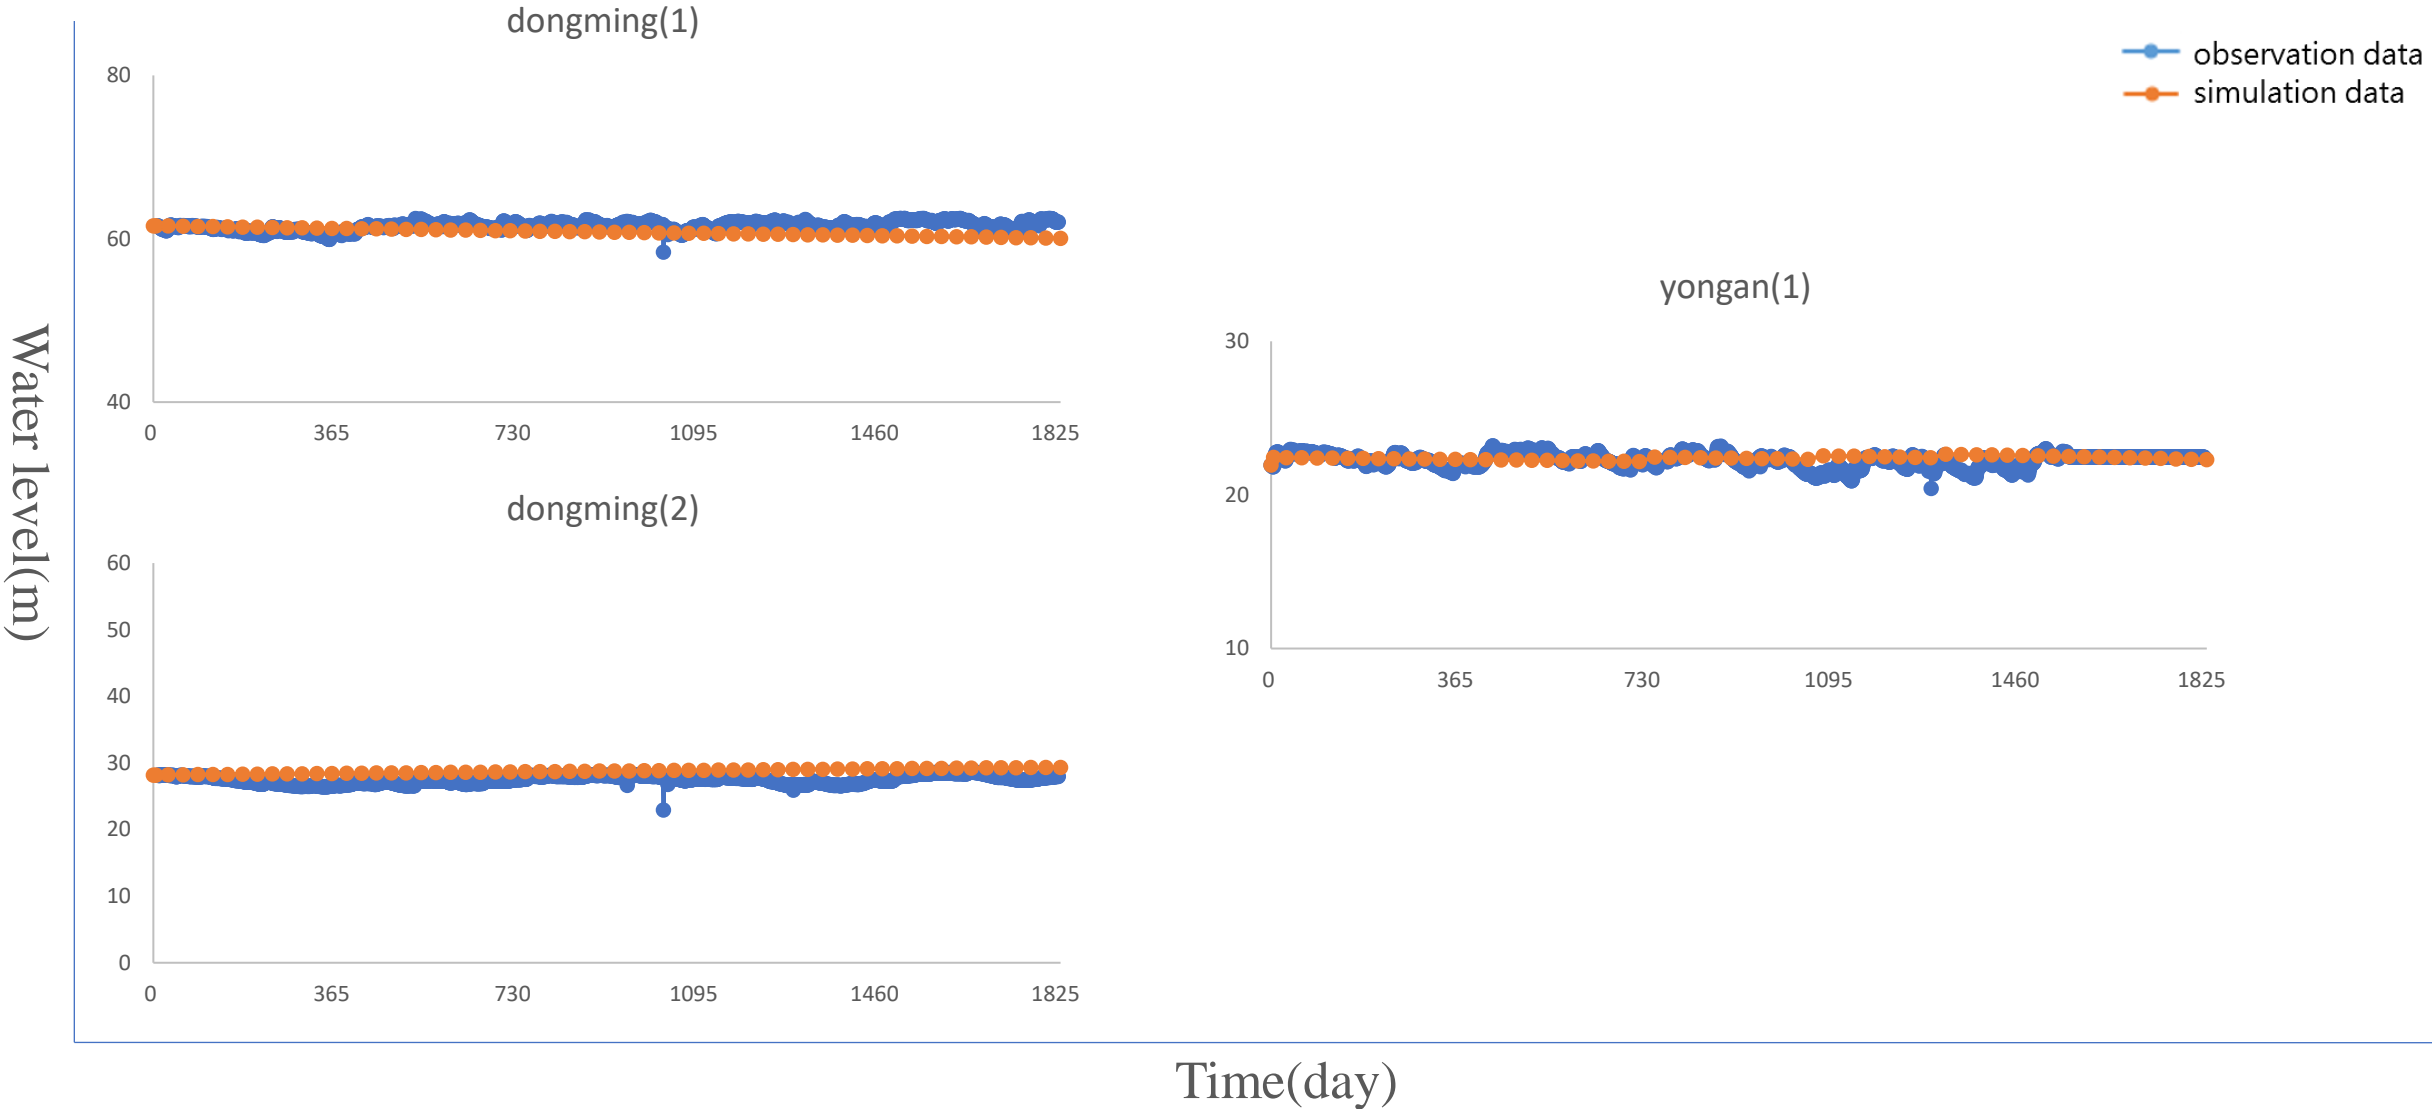 dongming(1)
80
60
40
0 365 730 1095 1460 1825
dongming(2)
60
50
40
30
20
10
0
0 365 730 1095 1460 1825
observation data
simulation data
yongan(1)
30
20
10
0 365 730 1095 1460 1825
Water level(m)
Time(day)